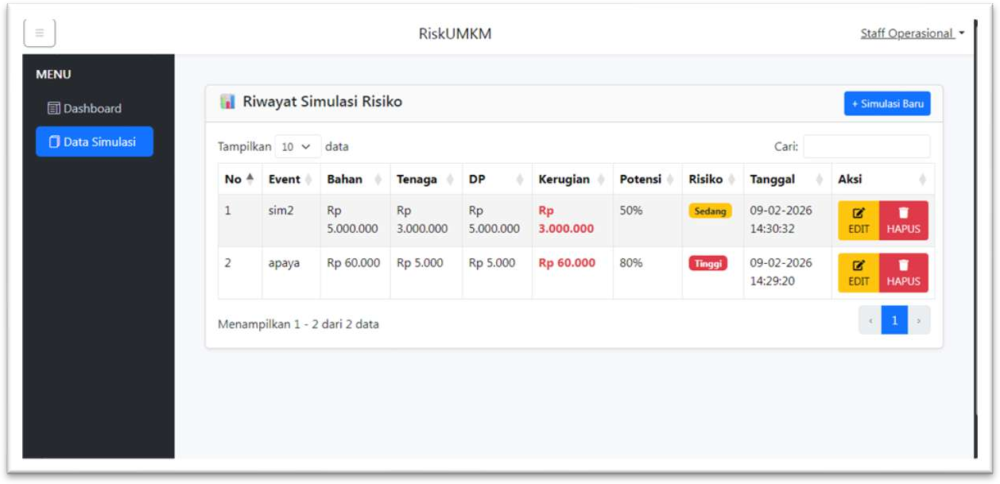 RiskUMKM
Staff Operasional
MENU
Dashboard
Data Simulasi
Riwayat Simulasi Risiko
+ Simulasi Baru
Tampilkan 10 data
Cari:
No Event Bahan Tenaga DP Kerugian Potensi Risiko Tanggal Aksi
1 sim2 Rp Rp Rp Rp 50% Sedang 09-02-2026
5.000.000 3.000.000 5.000.000 3.000.000 14:30:32 EDIT HAPUS
2 apaya Rp 60.000 Rp 5.000 Rp 5.000 Rp 60.000 80% Tinggi 09-02-2026
14:29:20 EDIT HAPUS
Menampilkan 1 - 2 dari 2 data
‹ 1 ›